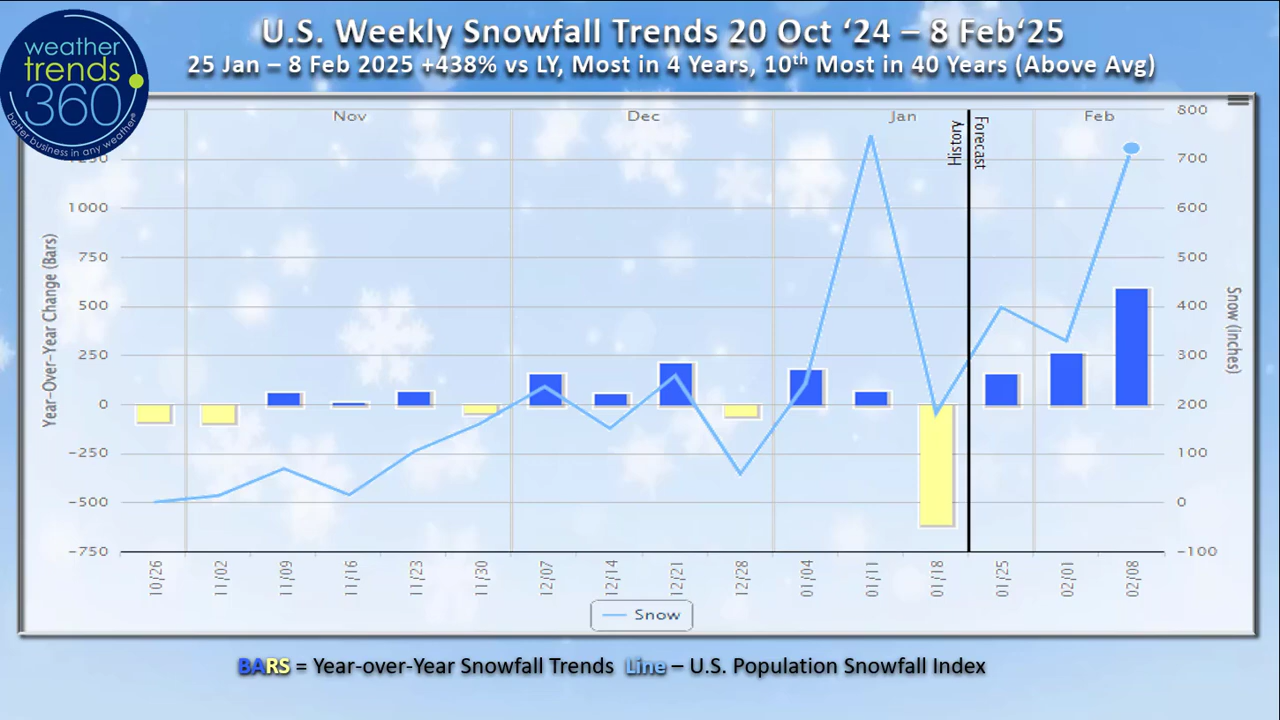 U.S. Weekly Snowfall Trends 20 Oct ‘24 – 8 Feb‘25
25 Jan – 8 Feb 2025 +438% vs LY, Most in 4 Years, 10th Most in 40 Years (Above Avg)
weather
trends
360
better business in any weather®
Nov
Dec
Jan
Feb
History
Forecast
1000
750
500
250
0
−250
−500
−750
Year-Over-Year Change (Bars)
800
700
600
500
400
300
200
100
0
−100
Snow (inches)
10/26
11/02
11/09
11/16
11/23
11/30
12/07
12/14
12/21
12/28
01/04
01/11
01/18
01/25
02/01
02/08
Snow
BARS = Year-over-Year Snowfall Trends Line – U.S. Population Snowfall Index